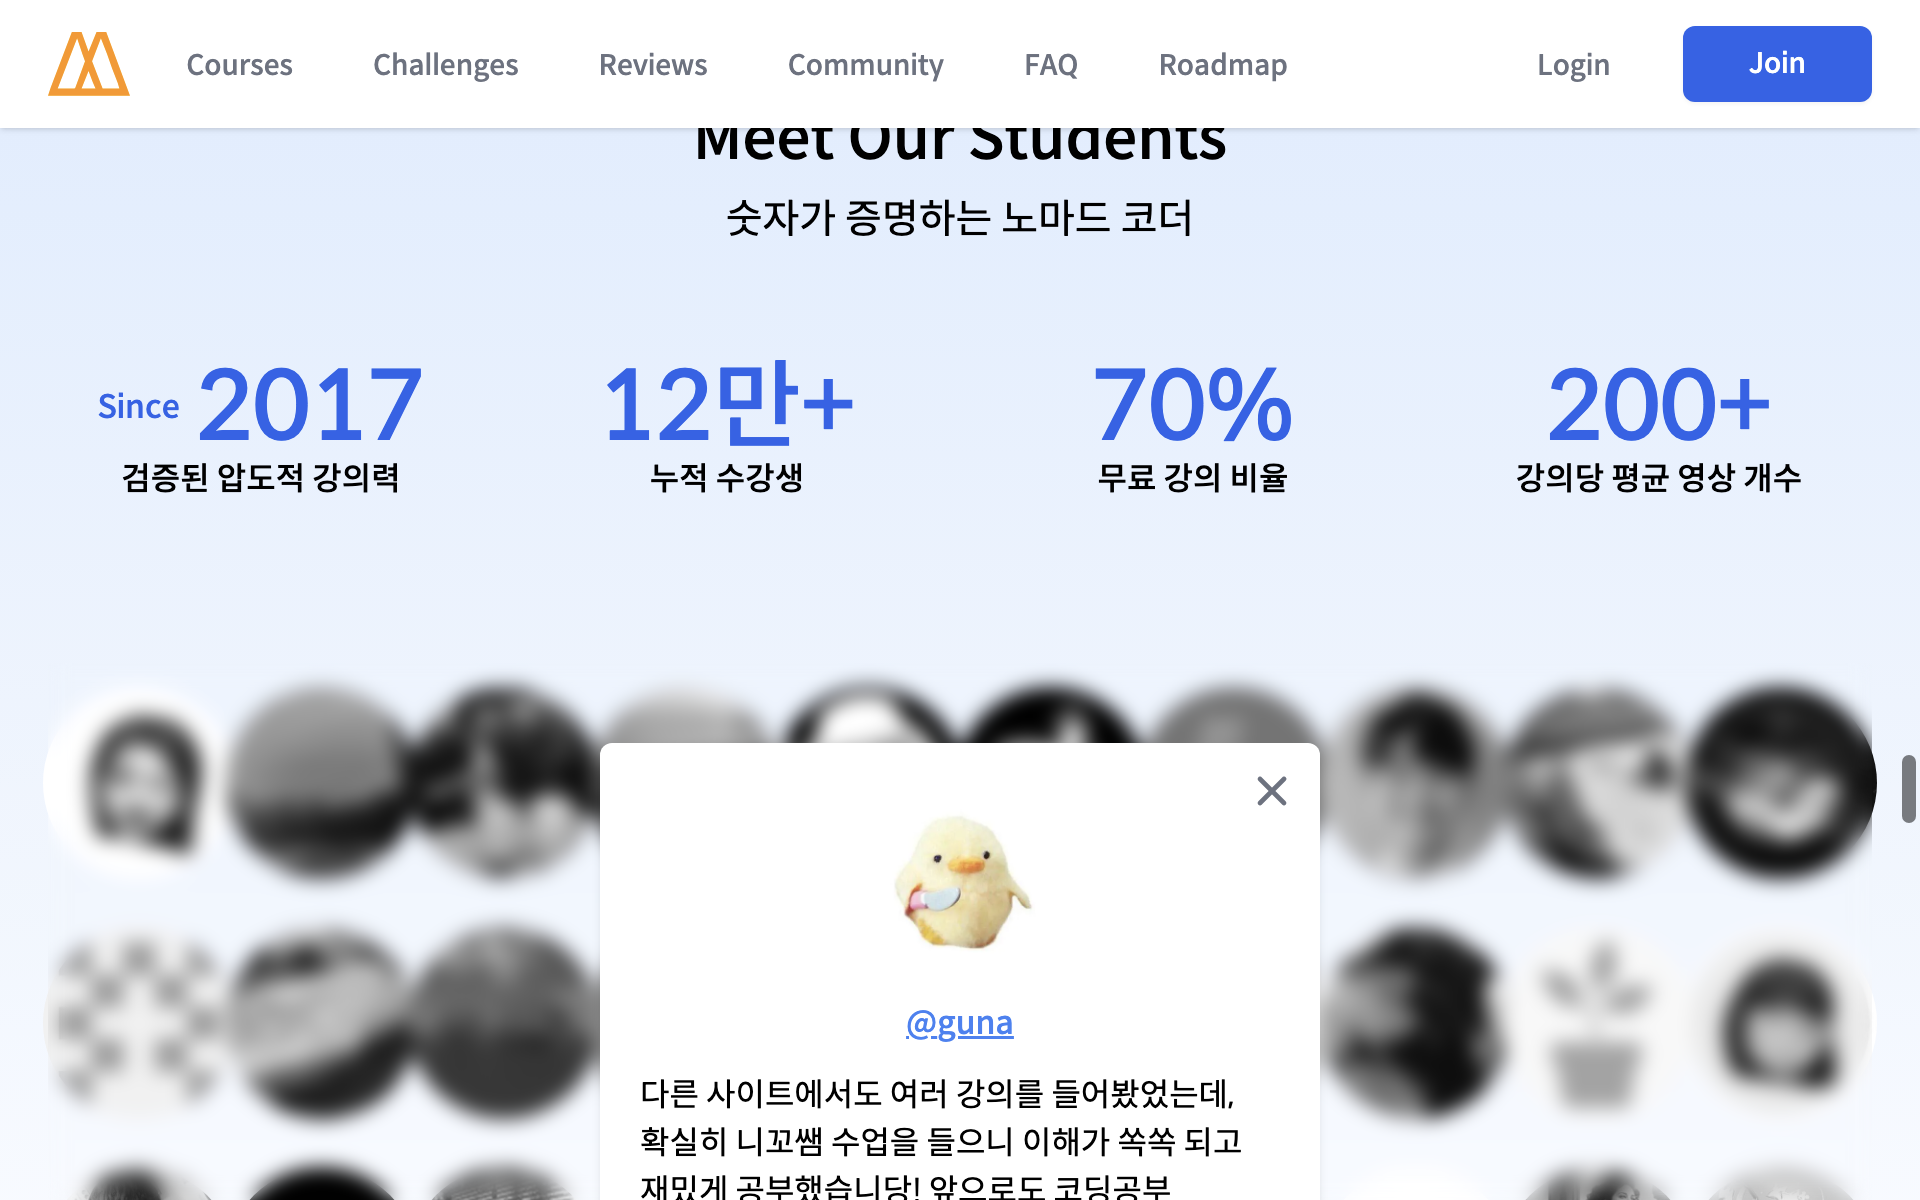 Courses Challenges Reviews Community FAQ Roadmap Login Join
Meet Our Students
숫자가 증명하는 노마드 코더
Since 2017
검증된 압도적 강의력
12만+
누적 수강생
70%
무료 강의 비율
200+
강의당 평균 영상 개수
@guna
다른 사이트에서도 여러 강의를 들어봤었는데,
확실히 니꼬쌤 수업을 들으니 이해가 쏙쏙 되고
재밌게 공부했습니당! 앞으로도 코딩공부